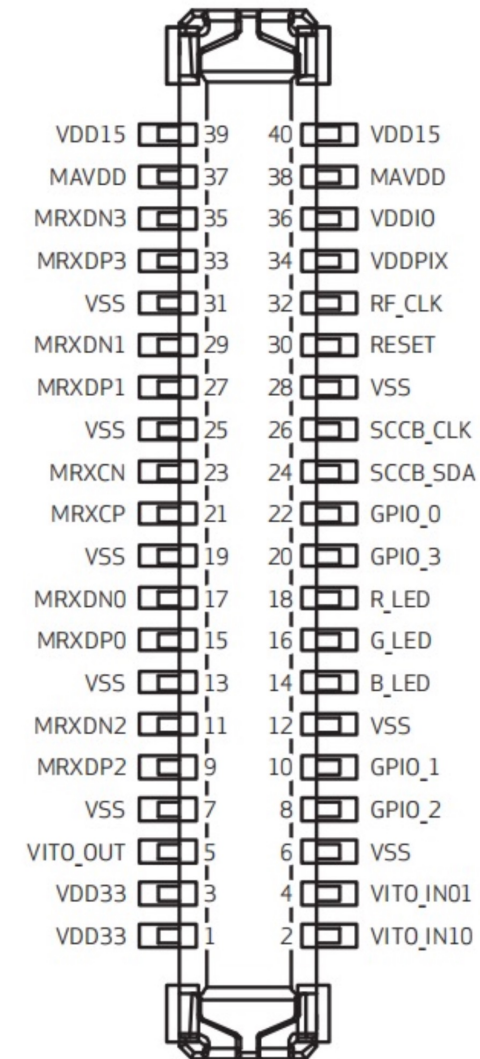 VDD15 39 40 VDD15
MAVDD 37 38 MAVDD
MRXDN3 35 36 VDDIO
MRXDP3 33 34 VDDPIX
VSS 31 32 RF_CLK
MRXDN1 29 30 RESET
MRXDP1 27 28 VSS
VSS 25 26 SCCB_CLK
MRXCN 23 24 SCCB_SDA
MRXCP 21 22 GPIO_0
VSS 19 20 GPIO_3
MRXDN0 17 18 R_LED
MRXDP0 15 16 G_LED
VSS 13 14 B_LED
MRXDN2 11 12 VSS
MRXDP2 9 10 GPIO_1
VSS 7 8 GPIO_2
VITO_OUT 5 6 VSS
VDD33 3 4 VITO_IN01
VDD33 1 2 VITO_IN10